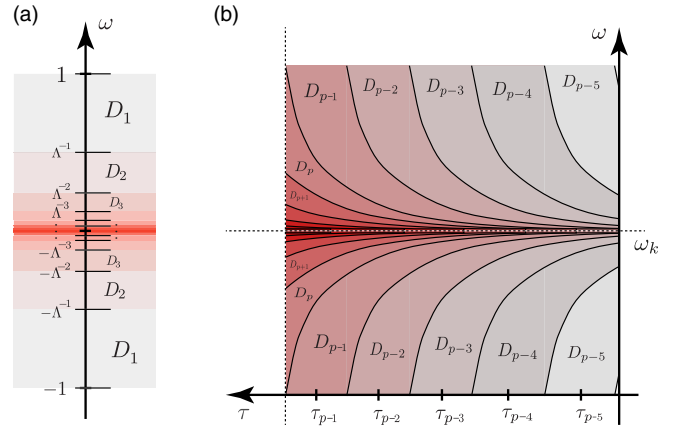 (a)
ω
1
D₁
Λ⁻¹
D₂
Λ⁻²
D₃
Λ⁻³
-Λ⁻³
D₃
-Λ⁻²
D₂
-Λ⁻¹
D₁
-1
(b)
ω
Dₚ₋₁ Dₚ₋₂ Dₚ₋₃ Dₚ₋₄ Dₚ₋₅
Dₚ
Dₚ₊₁
ωₖ
Dₚ₊₁
Dₚ
Dₚ₋₁ Dₚ₋₂ Dₚ₋₃ Dₚ₋₄ Dₚ₋₅
τ τₚ₋₁ τₚ₋₂ τₚ₋₃ τₚ₋₄ τₚ₋₅